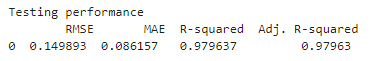 Testing performance
RMSE MAE R-squared Adj. R-squared
0 0.149893 0.086157 0.979637 0.97963